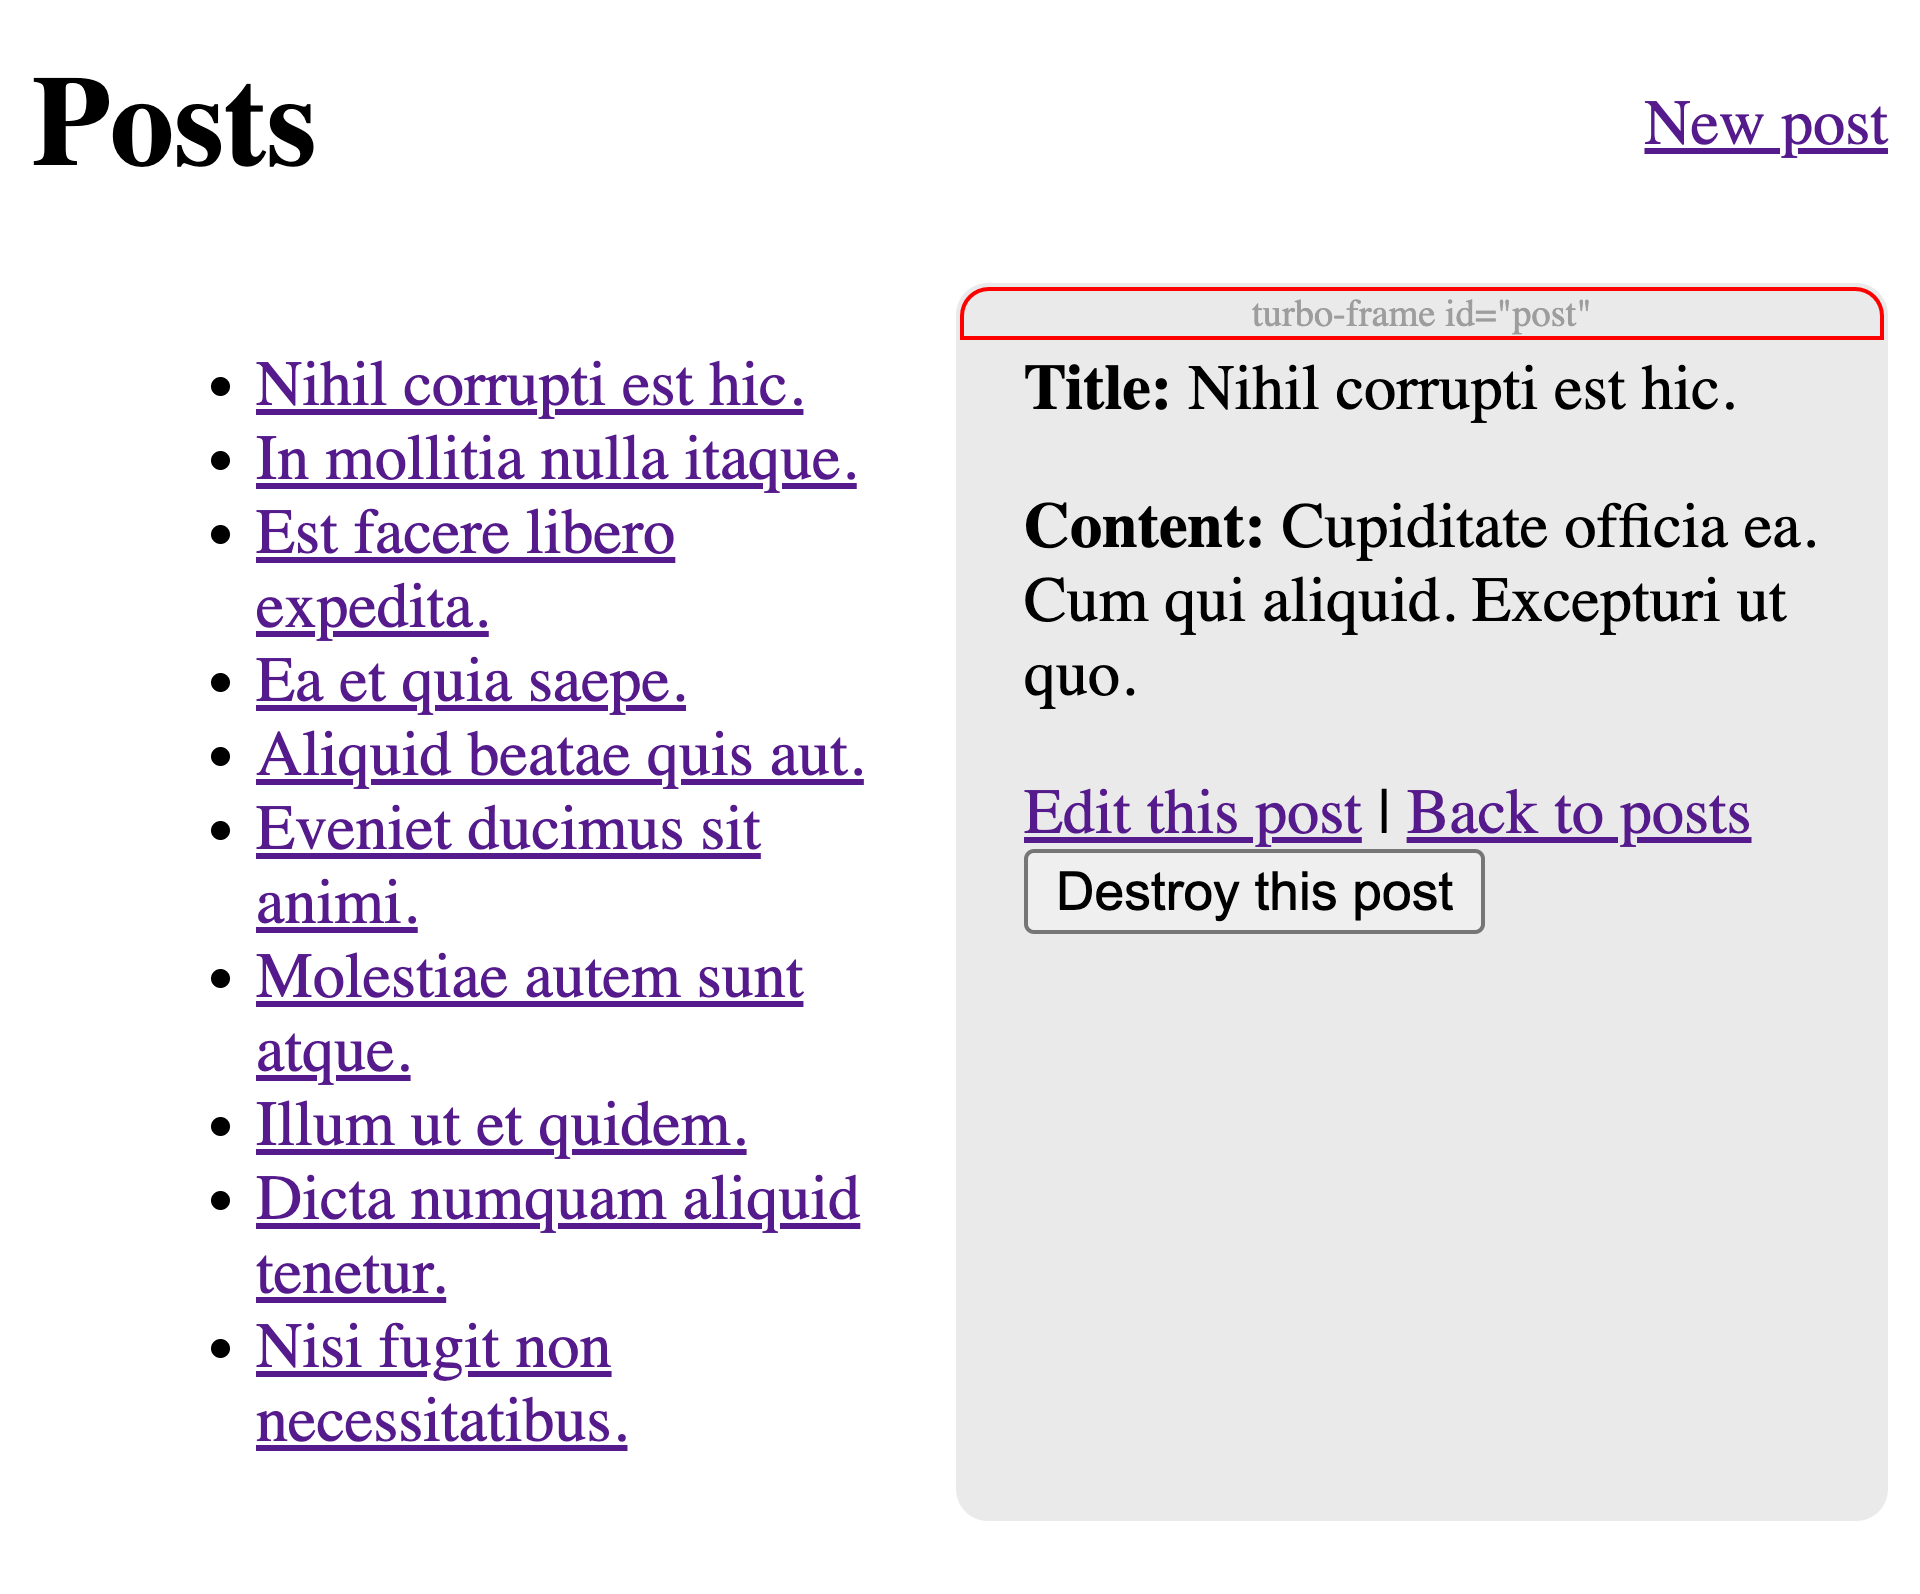 Posts
New post
Nihil corrupti est hic.
In mollitia nulla itaque.
Est facere libero
expedita.
Ea et quia saepe.
Aliquid beatae quis aut.
Eveniet ducimus sit
animi.
Molestiae autem sunt
atque.
Illum ut et quidem.
Dicta numquam aliquid
tenetur.
Nisi fugit non
necessitatibus.
turbo-frame id="post"
Title: Nihil corrupti est hic.
Content: Cupiditate officia ea.
Cum qui aliquid. Excepturi ut
quo.
Edit this post | Back to posts
Destroy this post